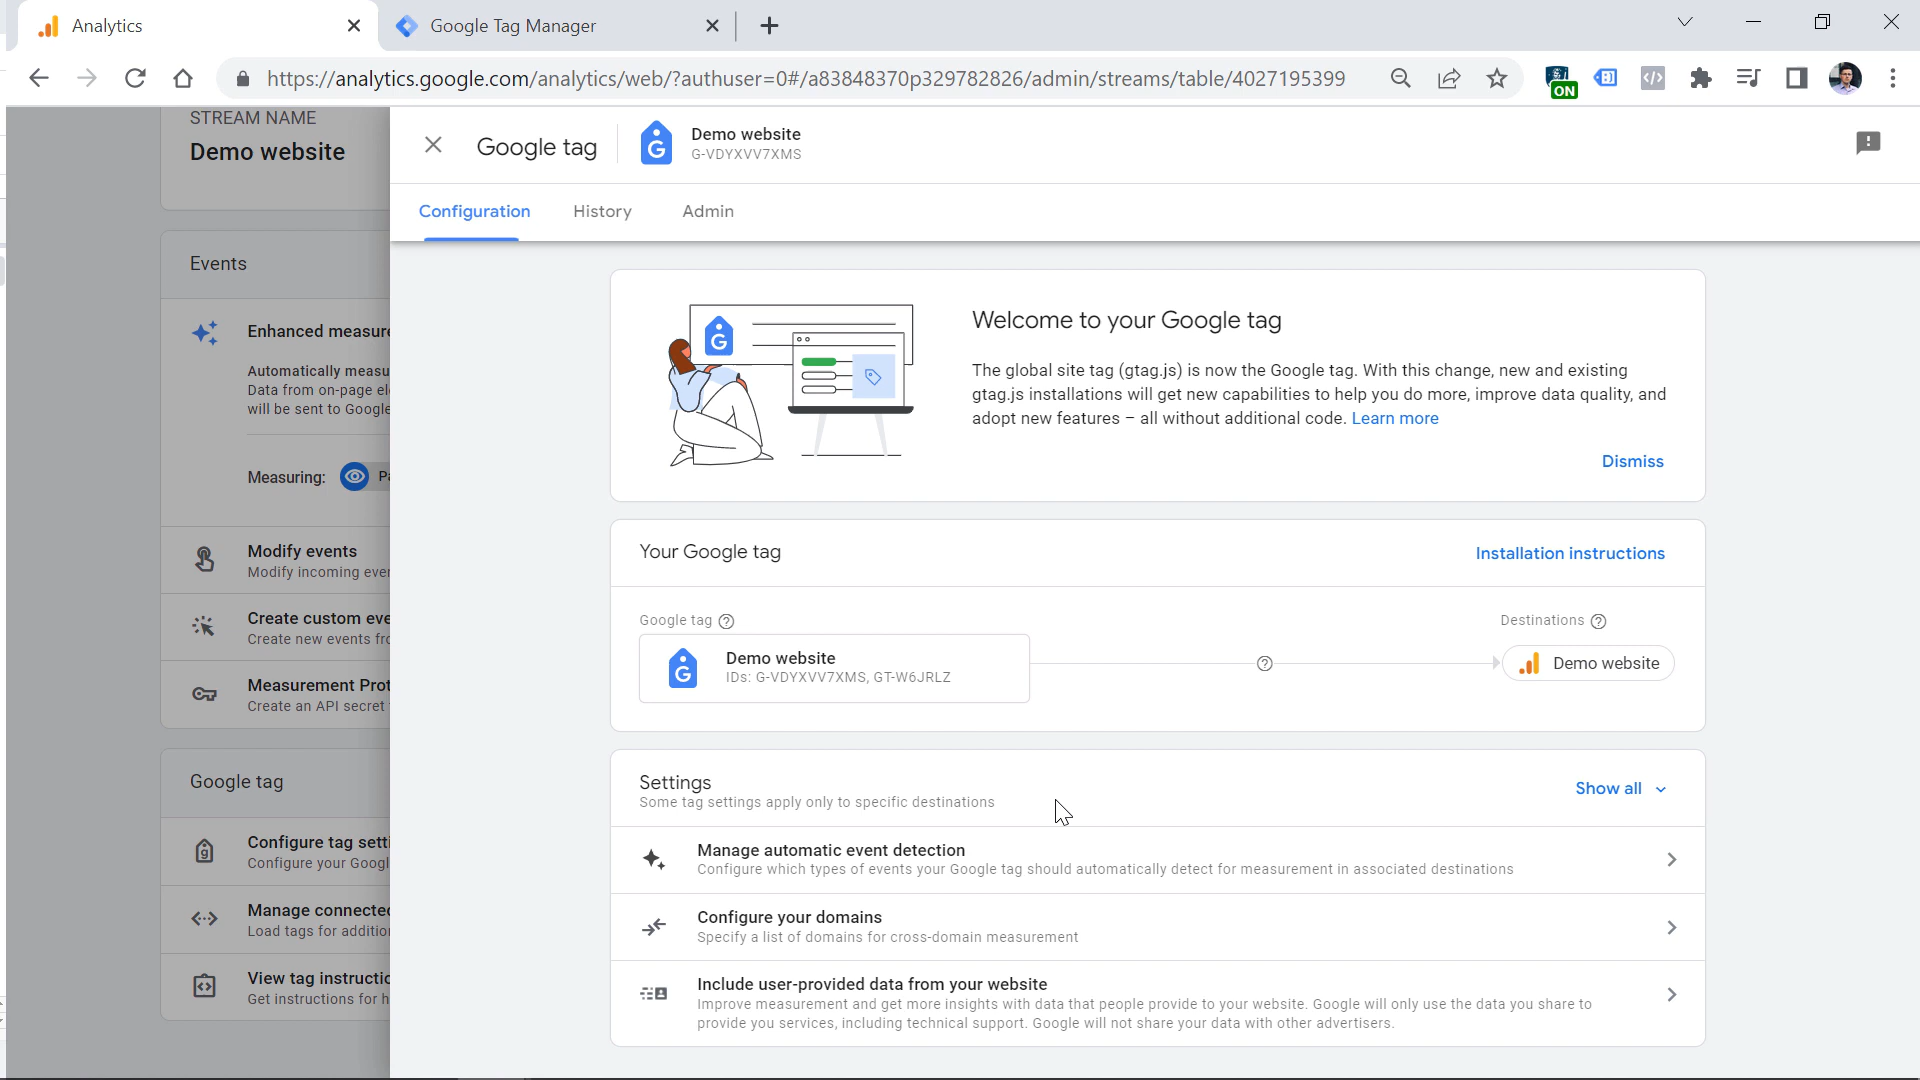 Analytics
Google Tag Manager
https://analytics.google.com/analytics/web/?authuser=0#/a83848370p329782826/admin/streams/table/4027195399
ON
STREAM NAME
Demo website
Events
Enhanced measure
Automatically measu
Data from on-page el
will be sent to Google
Measuring:
Pa
Modify events
Modify incoming ever
Create custom eve
Create new events fro
Measurement Prot
Create an API secret
Google tag
Configure tag setti
Configure your Googl
Manage connected
Load tags for addition
View tag instructio
Get instructions for h
Google tag
Demo website
G-VDYXVV7XMS
Configuration
History
Admin
Welcome to your Google tag
The global site tag (gtag.js) is now the Google tag. With this change, new and existing
gtag.js installations will get new capabilities to help you do more, improve data quality, and
adopt new features – all without additional code. Learn more
Dismiss
Your Google tag
Installation instructions
Google tag
Destinations
Demo website
IDs: G-VDYXVV7XMS, GT-W6JRLZ
Demo website
Settings
Some tag settings apply only to specific destinations
Show all
Manage automatic event detection
Configure which types of events your Google tag should automatically detect for measurement in associated destinations
Configure your domains
Specify a list of domains for cross-domain measurement
Include user-provided data from your website
Improve measurement and get more insights with data that people provide to your website. Google will only use the data you share to
provide you services, including technical support. Google will not share your data with other advertisers.